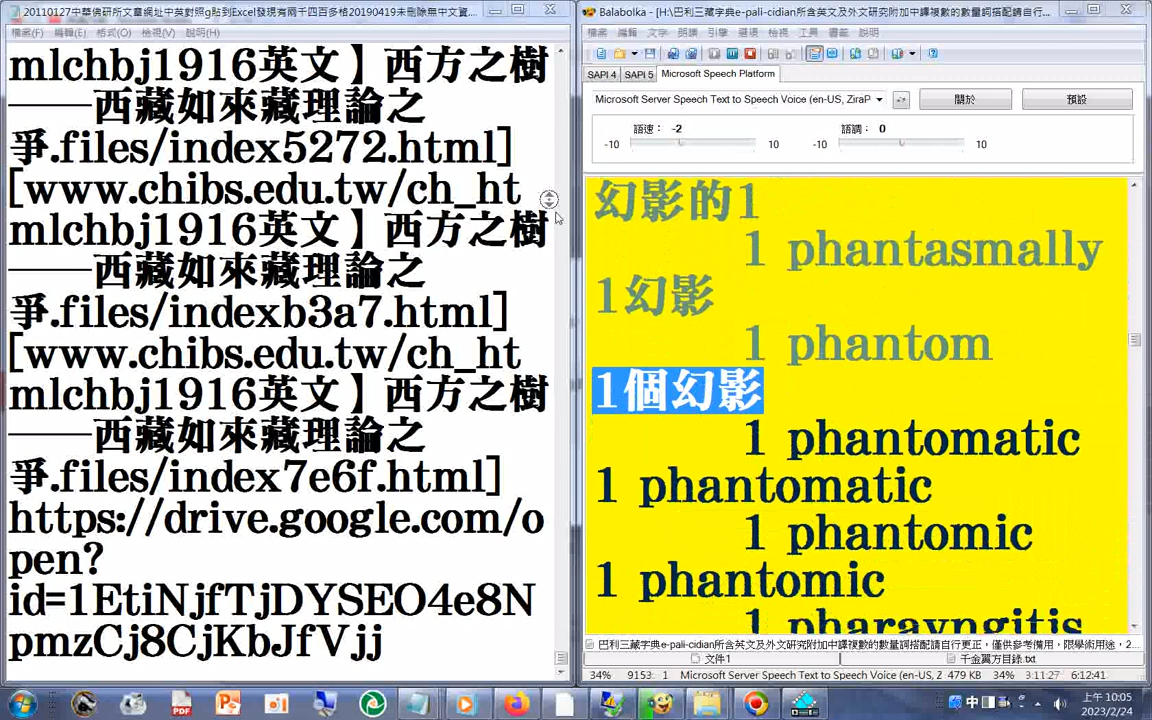 20110127中華佛研所文章網址中英對照g貼到Excel發現有兩千四百多格20190419未刪除無中文資...
檔案(F) 編輯(E) 格式(O) 檢視(V) 說明(H)
mlchbj1916英文】西方之樹
——西藏如來藏理論之
爭.files/index5272.html]
[www.chibs.edu.tw/ch_ht
mlchbj1916英文】西方之樹
——西藏如來藏理論之
爭.files/indexb3a7.html]
[www.chibs.edu.tw/ch_ht
mlchbj1916英文】西方之樹
——西藏如來藏理論之
爭.files/index7e6f.html]
https://drive.google.com/o
pen?
id=1EtiNjfTjDYSEO4e8N
pmzCj8CjKbJfVjj
Balabolka - [H:\巴利三藏字典e-pali-cidian所含英文及外文研究附加中譯複數的數量詞搭配請自行更正...
檔案 編輯 文字 朗讀 引擎 選項 檢視 工具 書籤 說明
SAPI 4 SAPI 5 Microsoft Speech Platform
Microsoft Server Speech Text to Speech Voice (en-US, ZiraP 關於 預設
語速： -2 語調： 0
-10 10 -10 10
幻影的1
1 phantasmally
1幻影
1 phantom
1個幻影
1 phantomatic
1 phantomatic
1 phantomic
1 phantomic
1 pharayngitis
巴利三藏字典e-pali-cidian所含英文及外文研究附加中譯複數的數量詞搭配請自行更正，僅供參考備用，限學術用途，2...
文件1 千金翼方目錄.txt
34% 9153: 1 Microsoft Server Speech Text to Speech V... 479 KB 34% 3:11:27 6:12:41
中
上午 10:05
2023/2/24